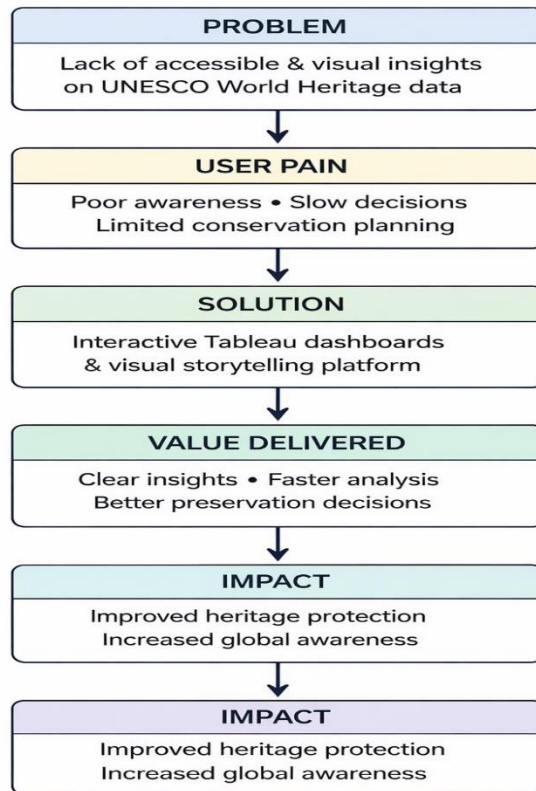 PROBLEM
Lack of accessible & visual insights
on UNESCO World Heritage data
USER PAIN
Poor awareness • Slow decisions
Limited conservation planning
SOLUTION
Interactive Tableau dashboards
& visual storytelling platform
VALUE DELIVERED
Clear insights • Faster analysis
Better preservation decisions
IMPACT
Improved heritage protection
Increased global awareness
IMPACT
Improved heritage protection
Increased global awareness